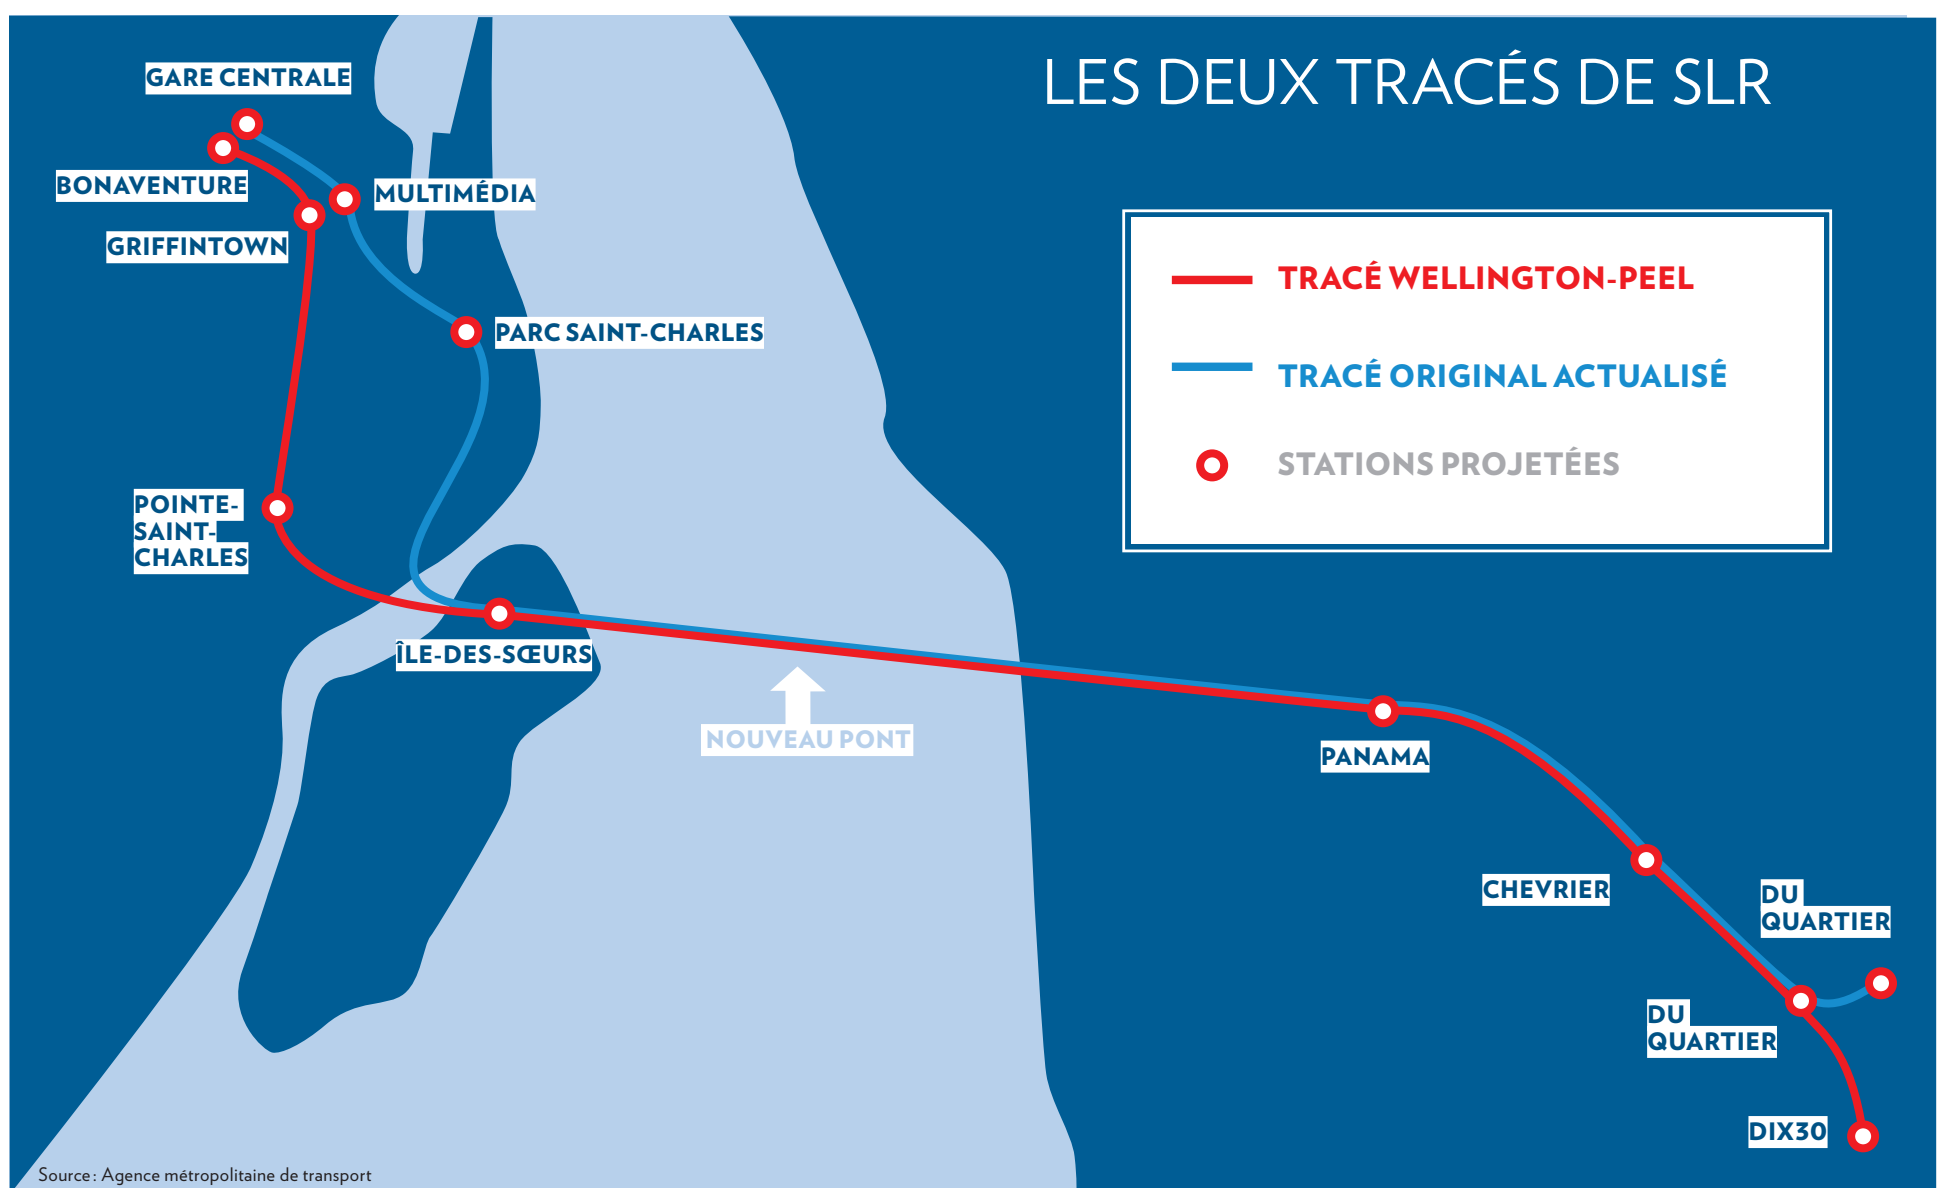 LES DEUX TRACÉS DE SLR
GARE CENTRALE
BONAVENTURE
MULTIMÉDIA
GRIFFINTOWN
PARC SAINT-CHARLES
POINTE-
SAINT-
CHARLES
ÎLE-DES-SŒURS
NOUVEAU PONT
TRACÉ WELLINGTON-PEEL
TRACÉ ORIGINAL ACTUALISÉ
STATIONS PROJETÉES
PANAMA
CHEVRIER
DU
QUARTIER
DU
QUARTIER
DIX30
Source : Agence métropolitaine de transport